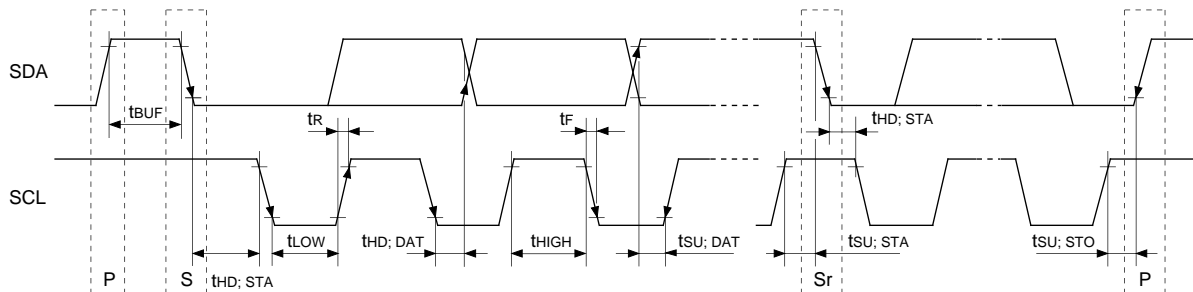 SDA
tBUF
tR
tF
tHD; STA
SCL
tLOW
tHD; DAT
tHIGH
tSU; DAT
tSU; STA
tSU; STO
P
S
tHD; STA
Sr
P